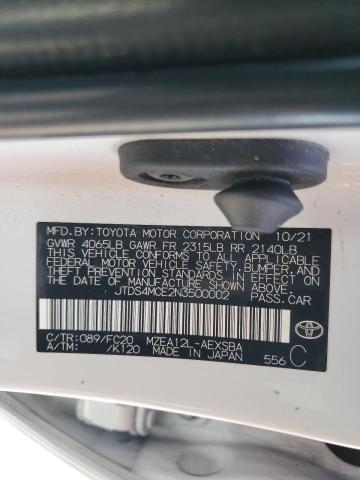 MFD.BY:TOYOTA MOTOR CORPORATION 10/21
GVWR 4065LB GAWR FR 2315LB RR 2140LB
THIS VEHICLE CONFORMS TO ALL APPLICABLE
FEDERAL MOTOR VEHICLE SAFETY, BUMPER, AND
THEFT PREVENTION STANDARDS IN EFFECT ON
THE DATE OF MANUFACTURE SHOWN ABOVE.
JTDS4MCE2N3500002 PASS.CAR
C/TR:089/FC20 MZEA12L-AEXSBA
A/TM: /K120 MADE IN JAPAN 556 C
TOYOTA